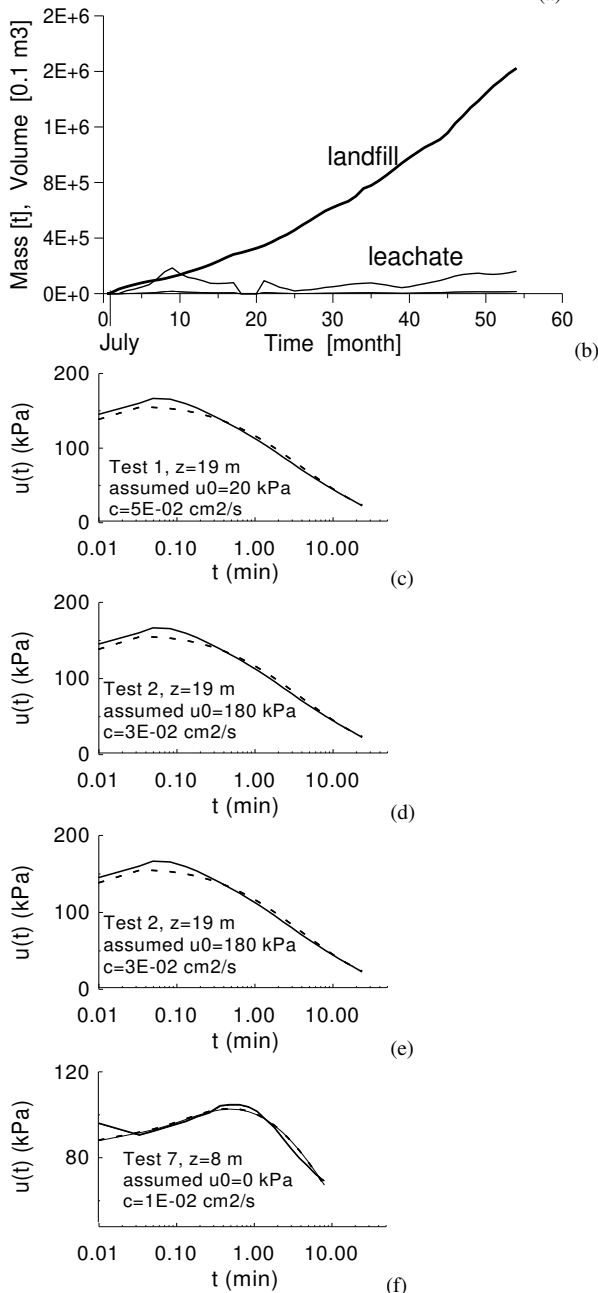 2E+6
2E+6
1E+6
8E+5
4E+5
0E+0
Mass [t], Volume [0.1 m3]
landfill
leachate
0 10 20 30 40 50 60
July Time [month]
(b)
200
100
0
u(t) (kPa)
Test 1, z=19 m
assumed u0=20 kPa
c=5E-02 cm2/s
0.01 0.10 1.00 10.00
t (min)
(c)
200
100
0
u(t) (kPa)
Test 2, z=19 m
assumed u0=180 kPa
c=3E-02 cm2/s
0.01 0.10 1.00 10.00
t (min)
(d)
200
100
0
u(t) (kPa)
Test 2, z=19 m
assumed u0=180 kPa
c=3E-02 cm2/s
0.01 0.10 1.00 10.00
t (min)
(e)
120
80
u(t) (kPa)
Test 7, z=8 m
assumed u0=0 kPa
c=1E-02 cm2/s
0.01 0.10 1.00 10.00
t (min)
(f)